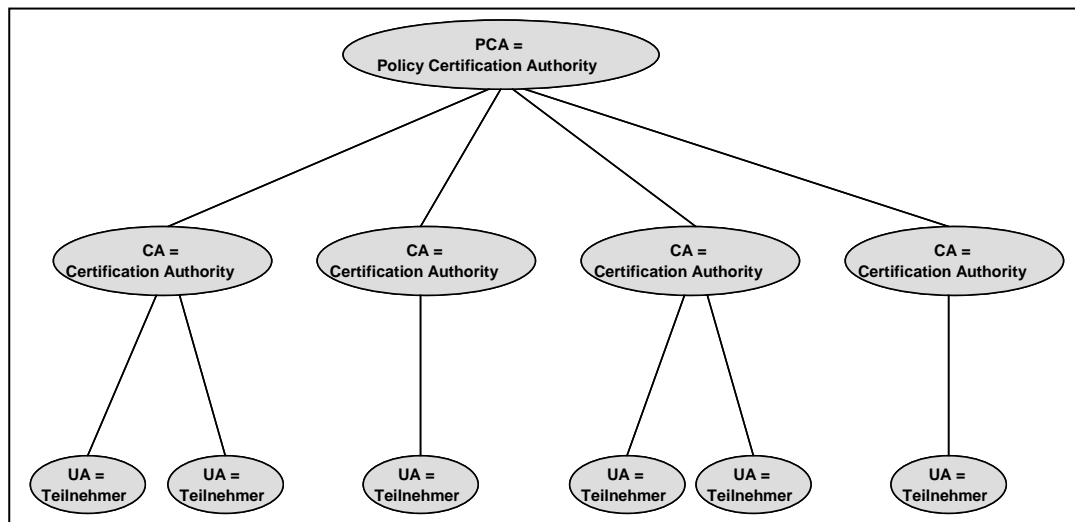 PCA =
Policy Certification Authority
CA =
Certification Authority
CA =
Certification Authority
CA =
Certification Authority
CA =
Certification Authority
UA =
Teilnehmer
UA =
Teilnehmer
UA =
Teilnehmer
UA =
Teilnehmer
UA =
Teilnehmer
UA =
Teilnehmer